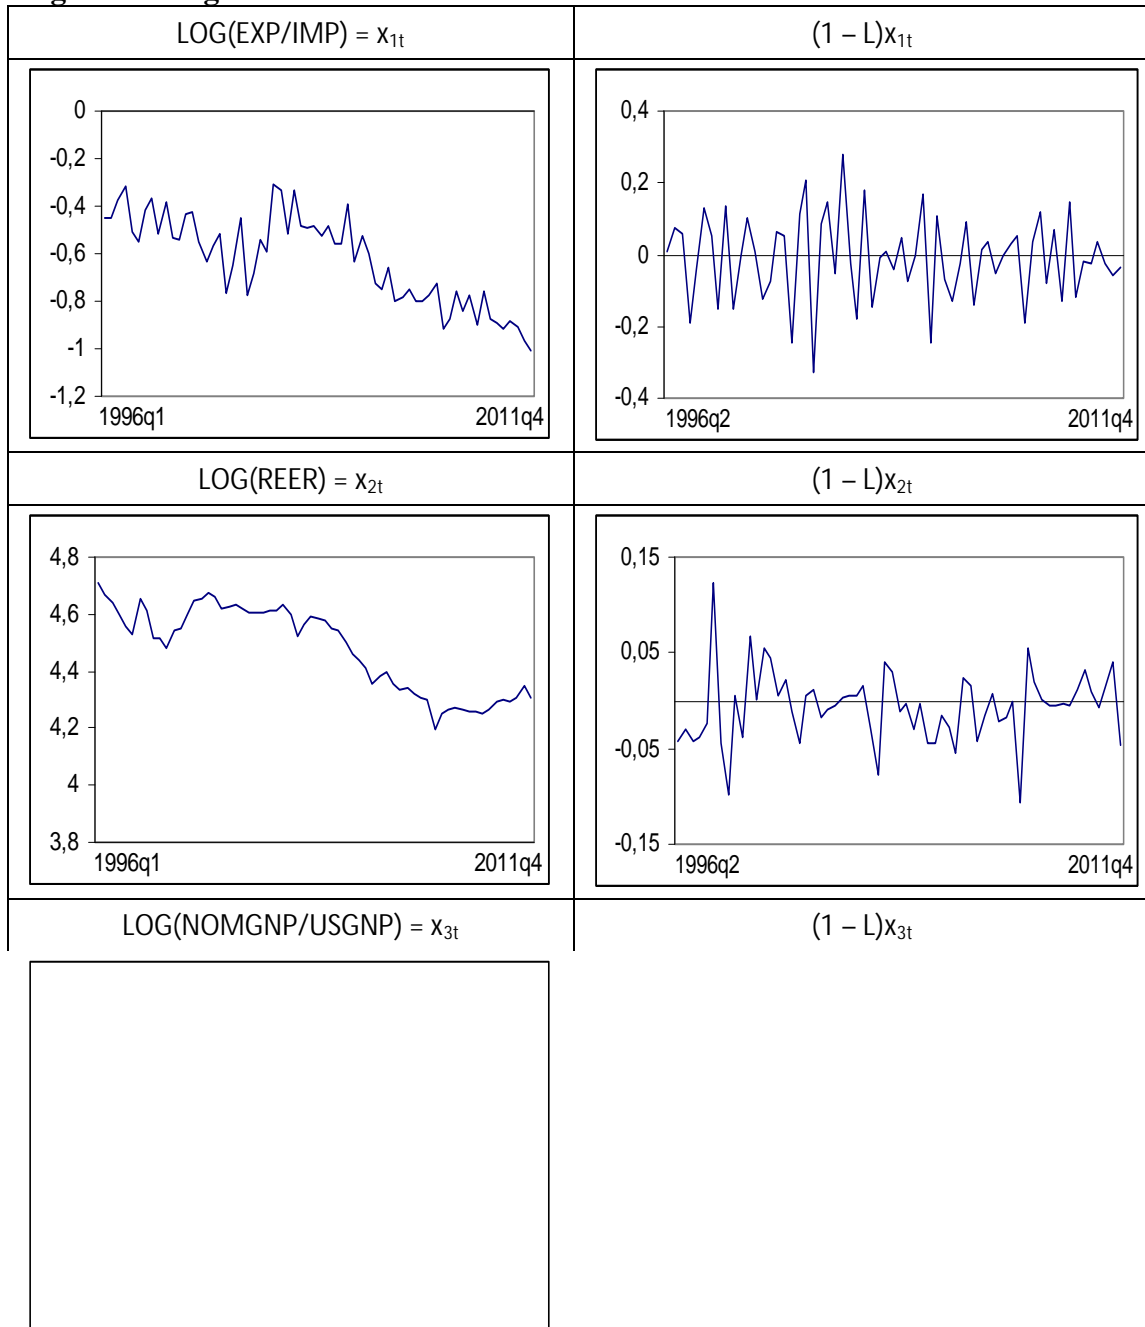 LOG(EXP/IMP) = x1t
(1 – L)x1t
0
-0,2
-0,4
-0,6
-0,8
-1
-1,2
1996q1
2011q4
0,4
0,2
0
-0,2
-0,4
1996q2
2011q4
LOG(REER) = x2t
(1 – L)x2t
4,8
4,6
4,4
4,2
4
3,8
1996q1
2011q4
0,15
0,05
-0,05
-0,15
1996q2
2011q4
LOG(NOMGNP/USGNP) = x3t
(1 – L)x3t